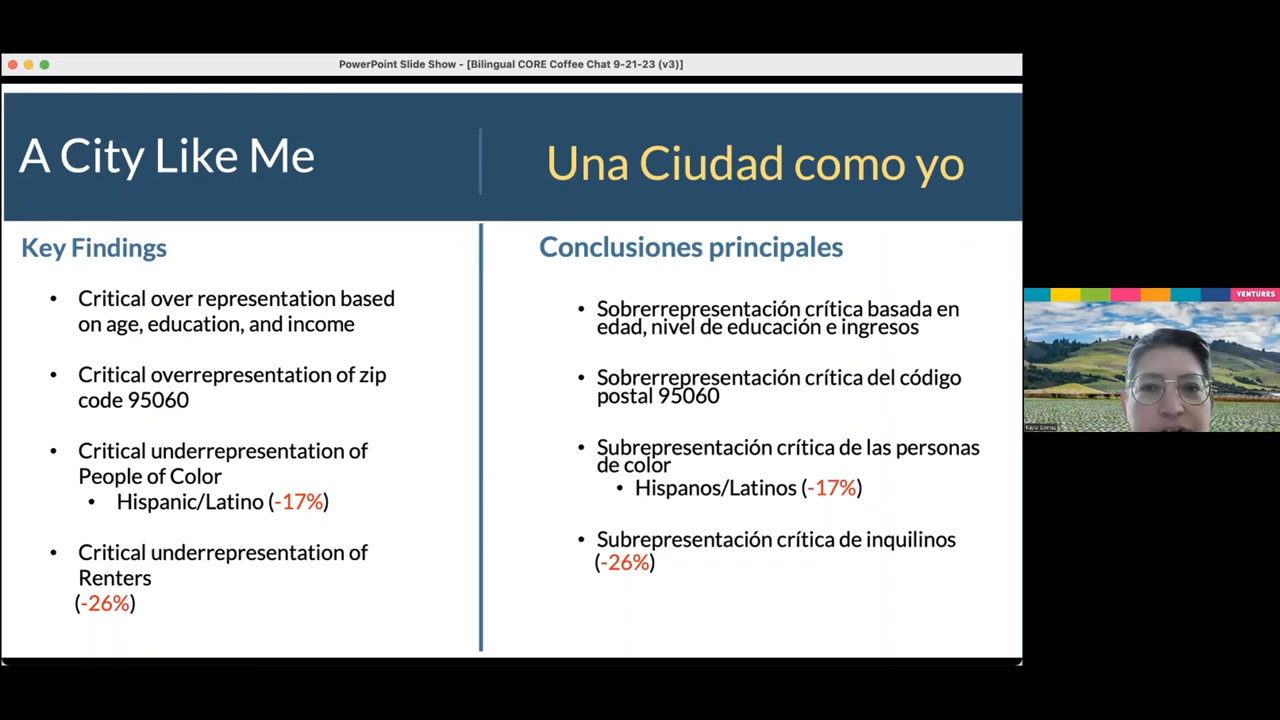 PowerPoint Slide Show - [Bilingual CORE Coffee Chat 9-21-23 (v3)]
A City Like Me
Una Ciudad como yo
Key Findings
• Critical over representation based
on age, education, and income
• Critical overrepresentation of zip
code 95060
• Critical underrepresentation of
People of Color
• Hispanic/Latino (-17%)
• Critical underrepresentation of
Renters
(-26%)
Conclusiones principales
• Sobrerrepresentación crítica basada en
edad, nivel de educación e ingresos
• Sobrerrepresentación crítica del código
postal 95060
• Subrepresentación crítica de las personas
de color
• Hispanos/Latinos (-17%)
• Subrepresentación crítica de inquilinos
(-26%)
VENTURES